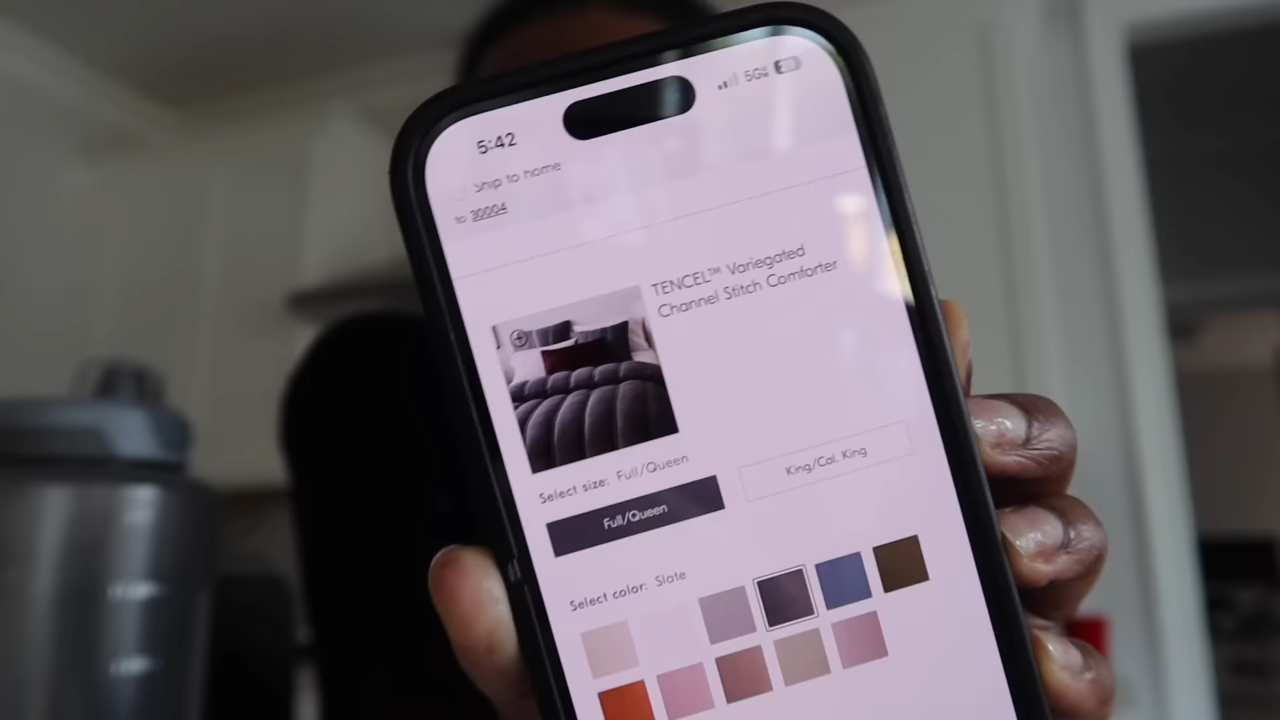 5:42
5G
20
Ship to home
to 30004
TENCEL™ Variegated
Channel Stitch Comforter
Select size: Full/Queen
Full/Queen
King/Cal. King
Select color: Slate